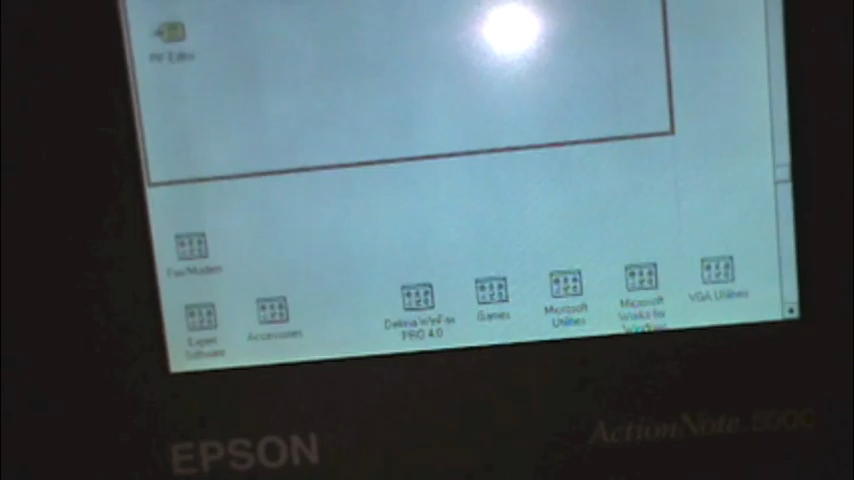 PIF Editor
Fax/Modem
Expert
Software
Accessories
Delrina WinFax
PRO 4.0
Games
Microsoft
Utilities
Microsoft
Works for
Windows
VGA Utilities
EPSON
ActionNote